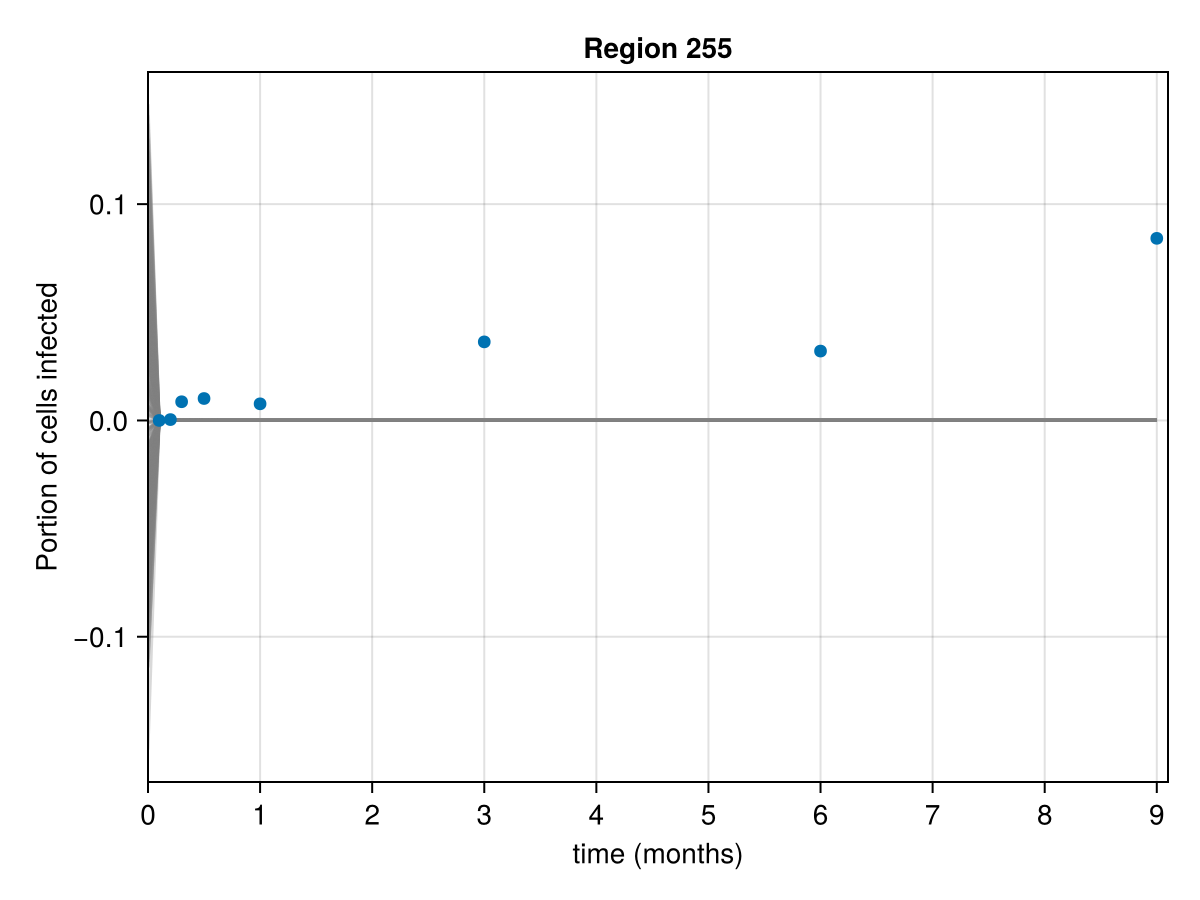 Region 255
Portion of cells infected
0.1
0.0
−0.1
0 1 2 3 4 5 6 7 8 9
time (months)